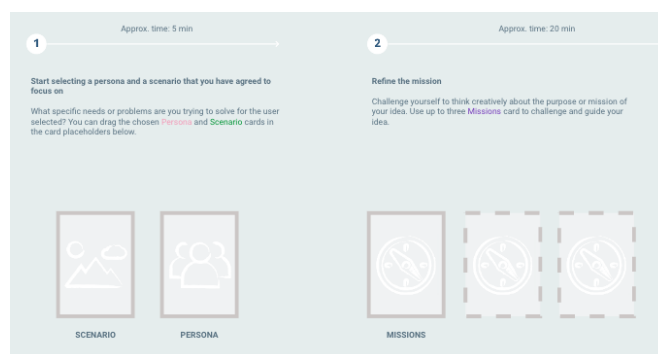 Approx. time: 5 min
1
Start selecting a persona and a scenario that you have agreed to
focus on
What specific needs or problems are you trying to solve for the user
selected? You can drag the chosen Persona and Scenario cards in
the card placeholders below.
SCENARIO
PERSONA
Approx. time: 20 min
2
Refine the mission
Challenge yourself to think creatively about the purpose or mission of
your idea. Use up to three Missions card to challenge and guide your
idea.
MISSIONS